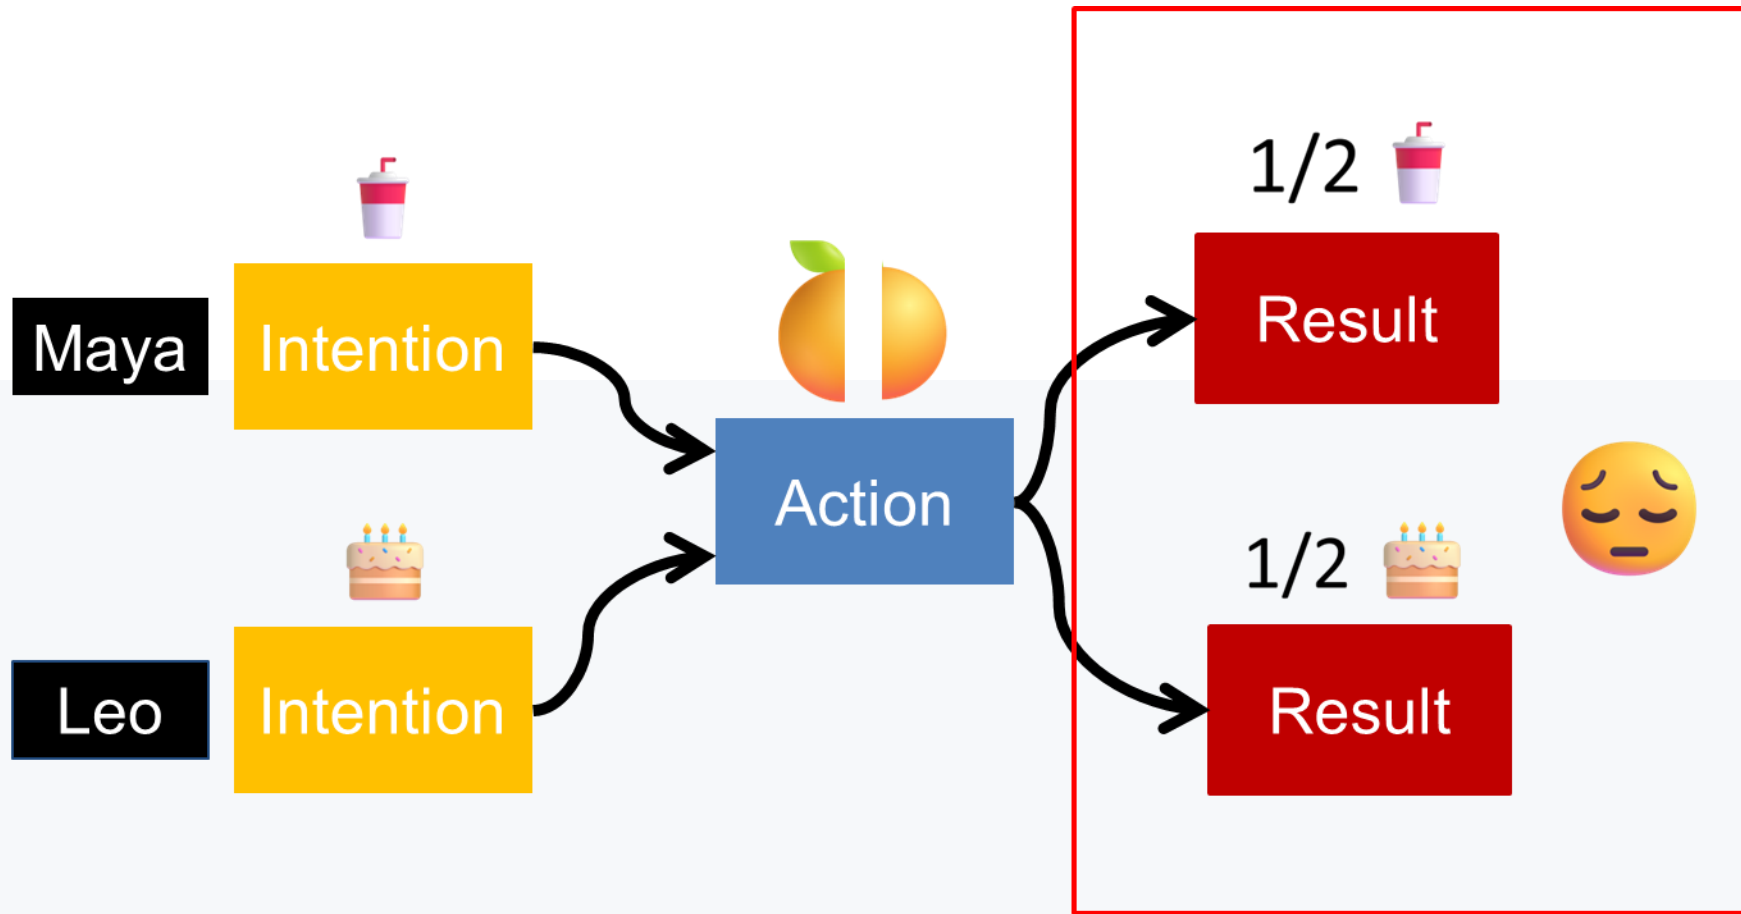 Maya
Intention
Leo
Intention
Action
1/2
Result
1/2
Result